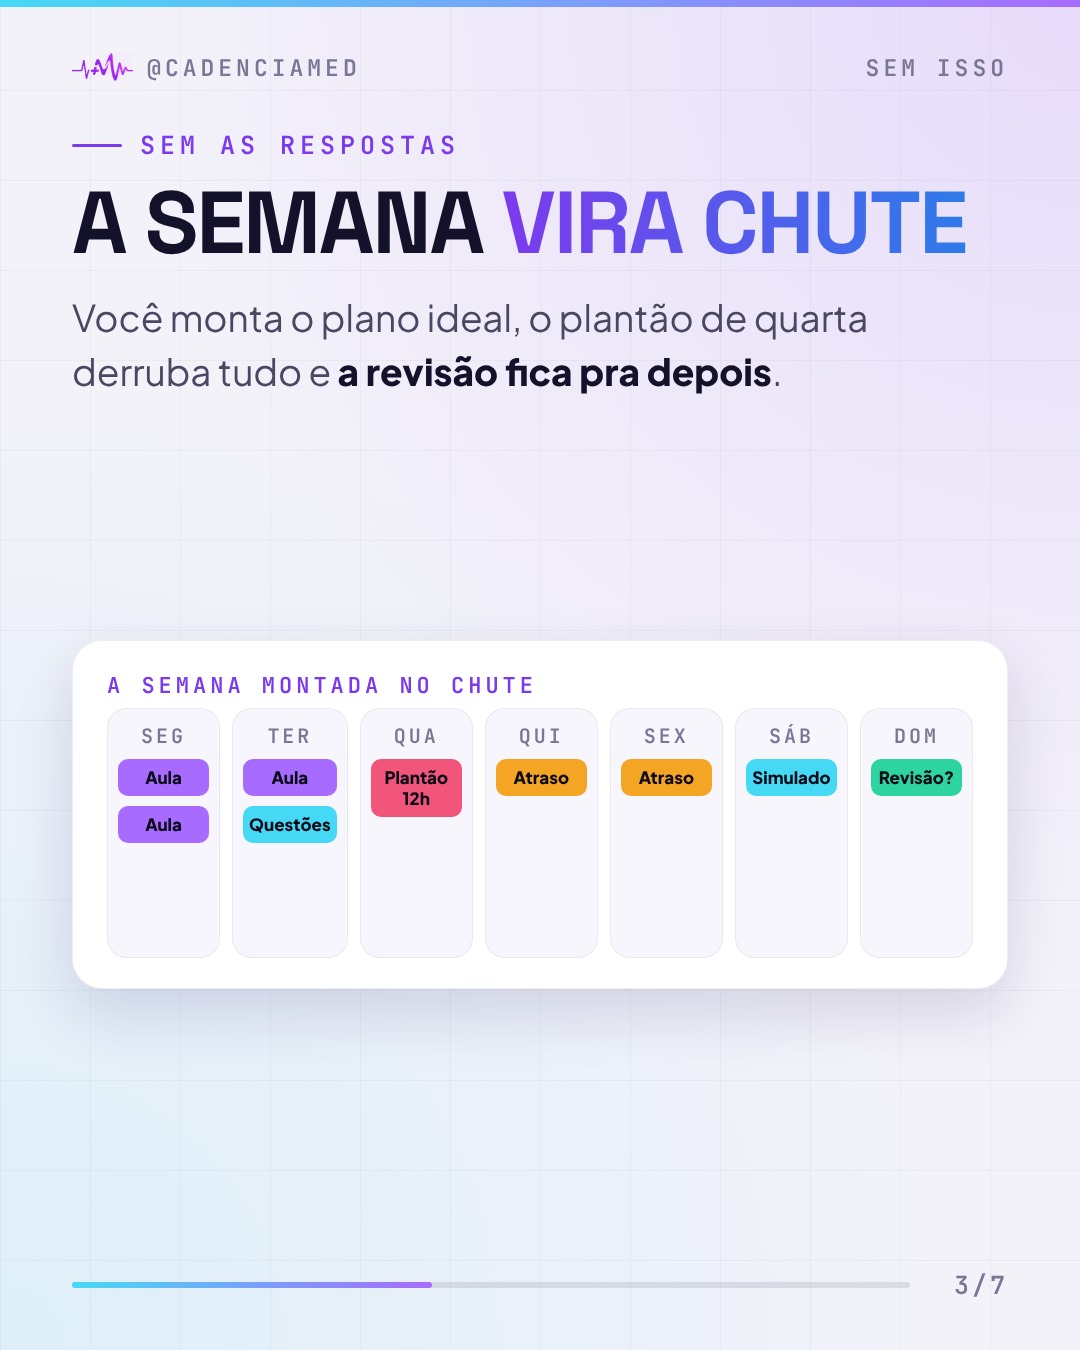 @CADENCIAMED
SEM ISSO
SEM AS RESPOSTAS
A SEMANA VIRA CHUTE
Você monta o plano ideal, o plantão de quarta
derruba tudo e a revisão fica pra depois.
A SEMANA MONTADA NO CHUTE
SEG
Aula
Aula
TER
Aula
Questões
QUA
Plantão
12h
QUI
Atraso
SEX
Atraso
SÁB
Simulado
DOM
Revisão?
3/7